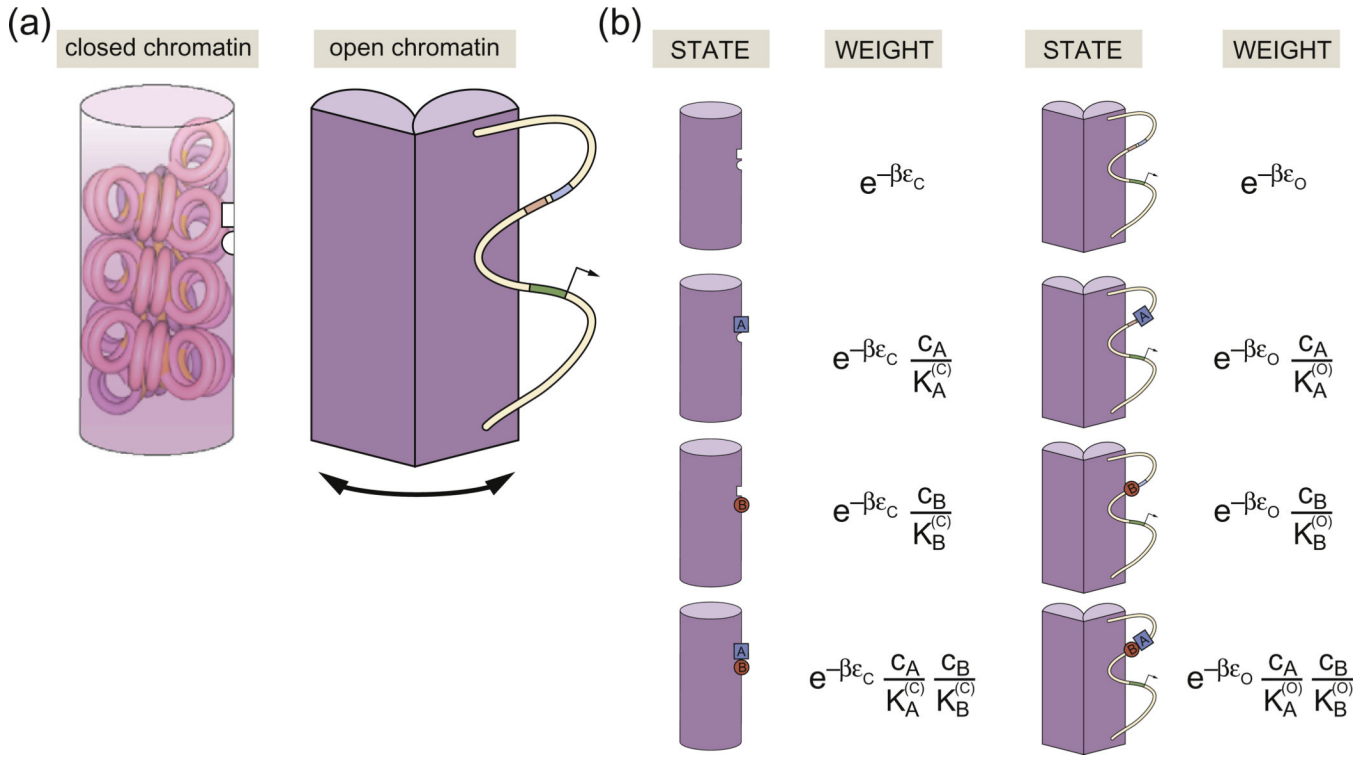 (a)
closed chromatin
open chromatin
(b)
STATE
WEIGHT
STATE
WEIGHT
e^{−βε_C}
e^{−βε_O}
A
e^{−βε_C} c_A / K_A^{(C)}
A
e^{−βε_O} c_A / K_A^{(O)}
B
e^{−βε_C} c_B / K_B^{(C)}
B
e^{−βε_O} c_B / K_B^{(O)}
A
B
e^{−βε_C} c_A / K_A^{(C)} c_B / K_B^{(C)}
B A
e^{−βε_O} c_A / K_A^{(O)} c_B / K_B^{(O)}